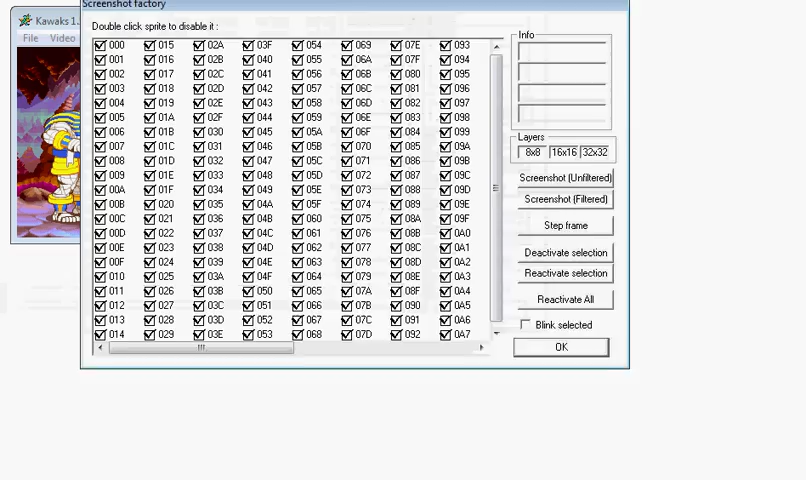 Screenshot factory
Kawaks 1.
File Video
Double click sprite to disable it :
000 015 02A 03F 054 069 07E 093
001 016 02B 040 055 06A 07F 094
002 017 02C 041 056 06B 080 095
003 018 02D 042 057 06C 081 096
004 019 02E 043 058 06D 082 097
005 01A 02F 044 059 06E 083 098
006 01B 030 045 05A 06F 084 099
007 01C 031 046 05B 070 085 09A
008 01D 032 047 05C 071 086 09B
009 01E 033 048 05D 072 087 09C
00A 01F 034 049 05E 073 088 09D
00B 020 035 04A 05F 074 089 09E
00C 021 036 04B 060 075 08A 09F
00D 022 037 04C 061 076 08B 0A0
00E 023 038 04D 062 077 08C 0A1
00F 024 039 04E 063 078 08D 0A2
010 025 03A 04F 064 079 08E 0A3
011 026 03B 050 065 07A 08F 0A4
012 027 03C 051 066 07B 090 0A5
013 028 03D 052 067 07C 091 0A6
014 029 03E 053 068 07D 092 0A7
Info
Layers
8x8 16x16 32x32
Screenshot (Unfiltered)
Screenshot (Filtered)
Step frame
Deactivate selection
Reactivate selection
Reactivate All
Blink selected
OK